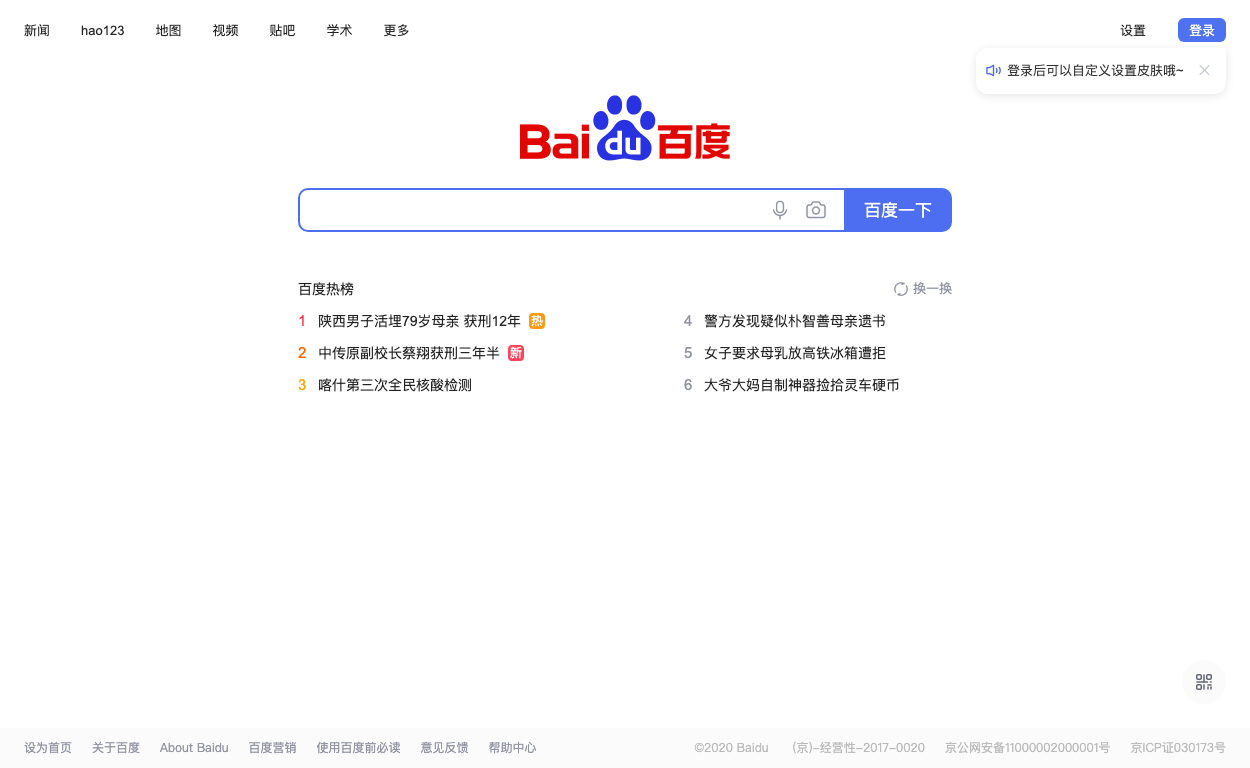 新闻 hao123 地图 视频 贴吧 学术 更多 设置 登录
登录后可以自定义设置皮肤哦~
Bai du 百度
百度一下
百度热榜 换一换
1 陕西男子活埋79岁母亲 获刑12年 热
2 中传原副校长蔡翔获刑三年半 新
3 喀什第三次全民核酸检测
4 警方发现疑似朴智善母亲遗书
5 女子要求母乳放高铁冰箱遭拒
6 大爷大妈自制神器捡拾灵车硬币
设为首页 关于百度 About Baidu 百度营销 使用百度前必读 意见反馈 帮助中心 ©2020 Baidu (京)-经营性-2017-0020 京公网安备11000002000001号 京ICP证030173号